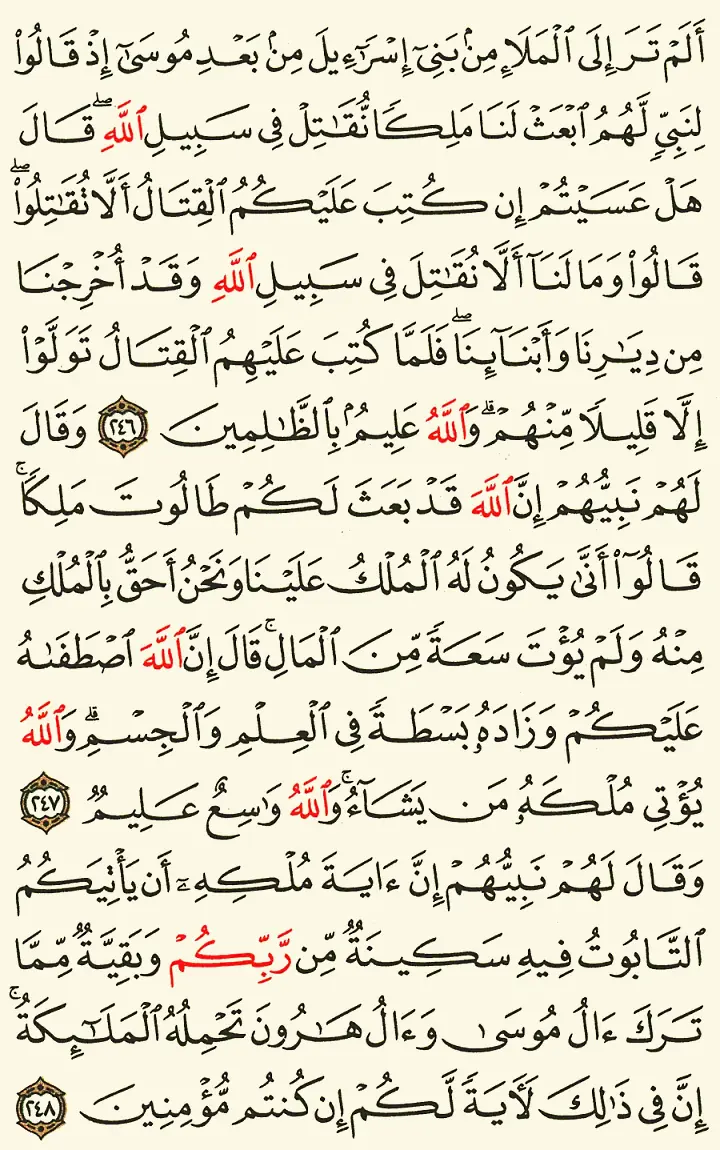 أَلَمْ تَرَ إِلَى ٱلْمَلَإِ مِنۢ بَنِىٓ إِسْرَٰٓءِيلَ مِنۢ بَعْدِ مُوسَىٰٓ إِذْ قَالُوا۟
لِنَبِىٍّ لَّهُمُ ٱبْعَثْ لَنَا مَلِكًا نُّقَـٰتِلْ فِى سَبِيلِ ٱللَّهِ ۖ قَالَ
هَلْ عَسَيْتُمْ إِن كُتِبَ عَلَيْكُمُ ٱلْقِتَالُ أَلَّا تُقَـٰتِلُوا۟ ۖ
قَالُوا۟ وَمَا لَنَآ أَلَّا نُقَـٰتِلَ فِى سَبِيلِ ٱللَّهِ وَقَدْ أُخْرِجْنَا
مِن دِيَـٰرِنَا وَأَبْنَآئِنَا ۖ فَلَمَّا كُتِبَ عَلَيْهِمُ ٱلْقِتَالُ تَوَلَّوْا۟
إِلَّا قَلِيلًا مِّنْهُمْ ۗ وَٱللَّهُ عَلِيمٌۢ بِٱلظَّـٰلِمِينَ ٢٤٦ وَقَالَ
لَهُمْ نَبِيُّهُمْ إِنَّ ٱللَّهَ قَدْ بَعَثَ لَكُمْ طَالُوتَ مَلِكًا ۚ
قَالُوٓا۟ أَنَّىٰ يَكُونُ لَهُ ٱلْمُلْكُ عَلَيْنَا وَنَحْنُ أَحَقُّ بِٱلْمُلْكِ
مِنْهُ وَلَمْ يُؤْتَ سَعَةً مِّنَ ٱلْمَالِ ۚ قَالَ إِنَّ ٱللَّهَ ٱصْطَفَىٰهُ
عَلَيْكُمْ وَزَادَهُۥ بَسْطَةً فِى ٱلْعِلْمِ وَٱلْجِسْمِ ۗ وَٱللَّهُ
يُؤْتِى مُلْكَهُۥ مَن يَشَآءُ ۚ وَٱللَّهُ وَٰسِعٌ عَلِيمٌ ٢٤٧
وَقَالَ لَهُمْ نَبِيُّهُمْ إِنَّ ءَايَةَ مُلْكِهِۦٓ أَن يَأْتِيَكُمُ
ٱلتَّابُوتُ فِيهِ سَكِينَةٌ مِّن رَّبِّكُمْ وَبَقِيَّةٌ مِّمَّا
تَرَكَ ءَالُ مُوسَىٰ وَءَالُ هَـٰرُونَ تَحْمِلُهُ ٱلْمَلَـٰٓئِكَةُ ۚ
إِنَّ فِى ذَٰلِكَ لَـَٔايَةً لَّكُمْ إِن كُنتُم مُّؤْمِنِينَ ٢٤٨